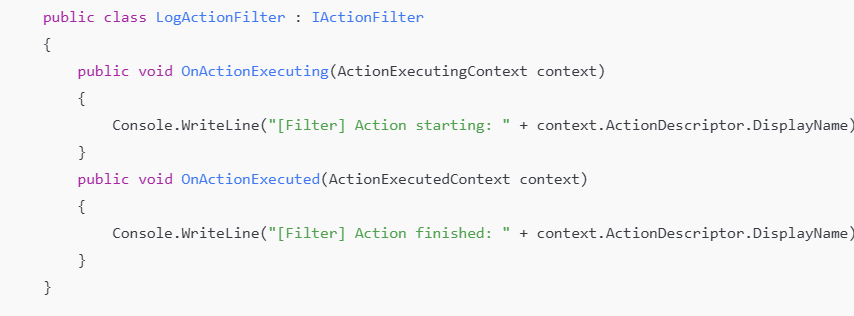 public class LogActionFilter : IActionFilter
{
public void OnActionExecuting(ActionExecutingContext context)
{
Console.WriteLine("[Filter] Action starting: " + context.ActionDescriptor.DisplayName)
}
public void OnActionExecuted(ActionExecutedContext context)
{
Console.WriteLine("[Filter] Action finished: " + context.ActionDescriptor.DisplayName)
}
}